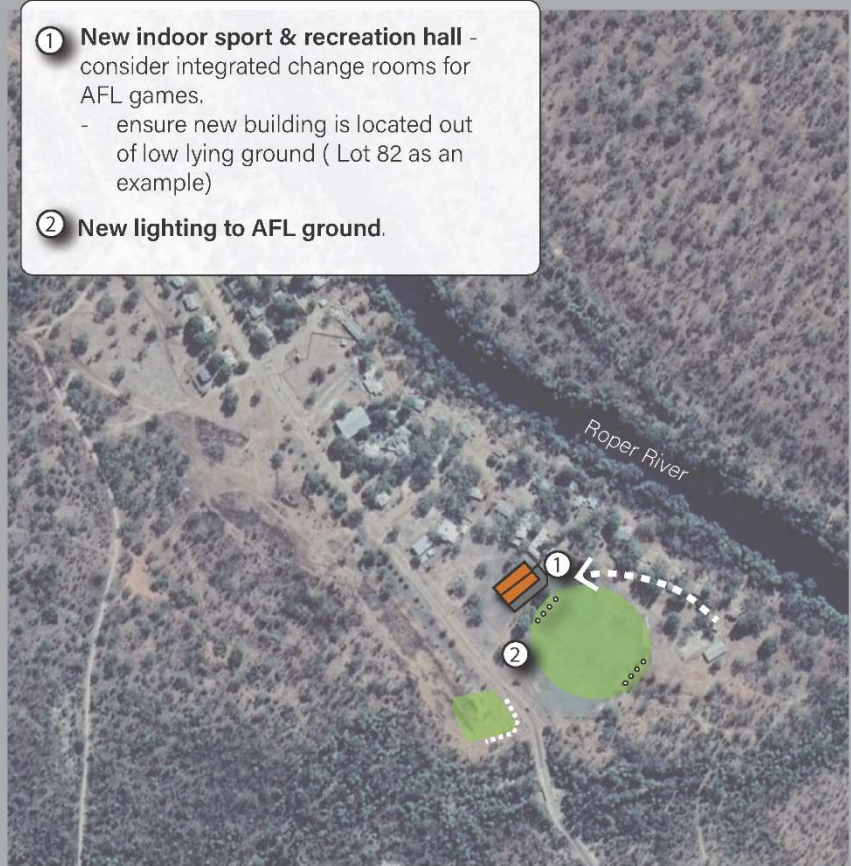 1 New indoor sport & recreation hall -
consider integrated change rooms for
AFL games.
- ensure new building is located out
of low lying ground ( Lot 82 as an
example)
2 New lighting to AFL ground.
Roper River
1
2